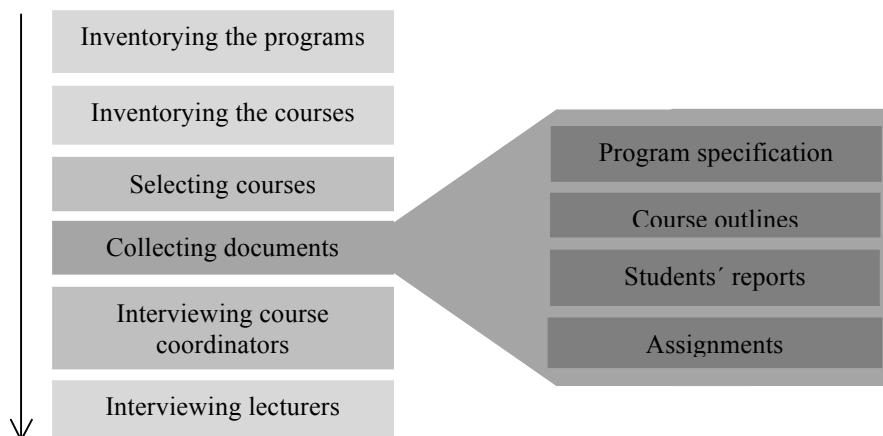 Inventorying the programs
Inventorying the courses
Selecting courses
Collecting documents
Interviewing course
coordinators
Interviewing lecturers
Program specification
Course outlines
Students´ reports
Assignments